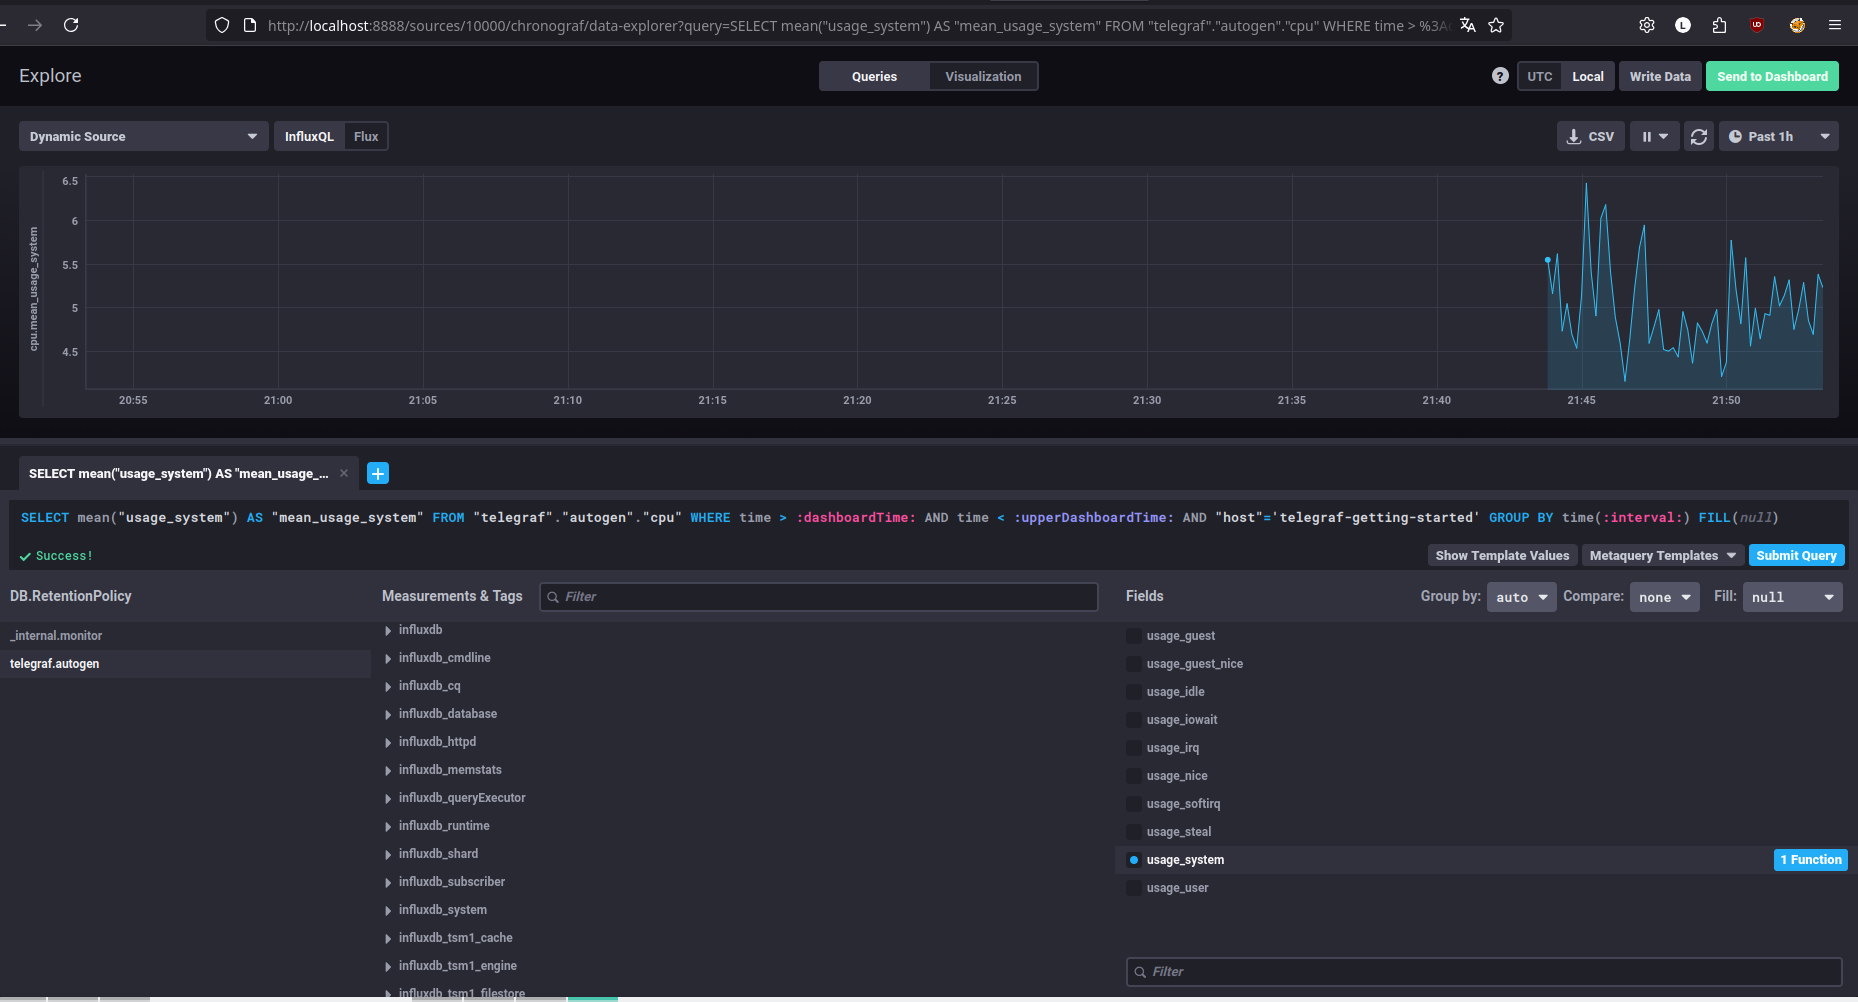 http://localhost:8888/sources/10000/chronograf/data-explorer?query=SELECT mean("usage_system") AS "mean_usage_system" FROM "telegraf"."autogen"."cpu" WHERE time > %3A
L
Explore
Queries
Visualization
?
UTC
Local
Write Data
Send to Dashboard
Dynamic Source
InfluxQL
Flux
CSV
Past 1h
cpu.mean_usage_system
6.5
6
5.5
5
4.5
20:55
21:00
21:05
21:10
21:15
21:20
21:25
21:30
21:35
21:40
21:45
21:50
SELECT mean("usage_system") AS "mean_usage_...
SELECT mean("usage_system") AS "mean_usage_system" FROM "telegraf"."autogen"."cpu" WHERE time > :dashboardTime: AND time < :upperDashboardTime: AND "host"='telegraf-getting-started' GROUP BY time(:interval:) FILL(null)
Success!
Show Template Values
Metaquery Templates
Submit Query
DB.RetentionPolicy
_internal.monitor
telegraf.autogen
Measurements & Tags
Filter
influxdb
influxdb_cmdline
influxdb_cq
influxdb_database
influxdb_httpd
influxdb_memstats
influxdb_queryExecutor
influxdb_runtime
influxdb_shard
influxdb_subscriber
influxdb_system
influxdb_tsm1_cache
influxdb_tsm1_engine
influxdb_tsm1_filestore
Fields
Group by:
auto
Compare:
none
Fill:
null
usage_guest
usage_guest_nice
usage_idle
usage_iowait
usage_irq
usage_nice
usage_softirq
usage_steal
usage_system
1 Function
usage_user
Filter